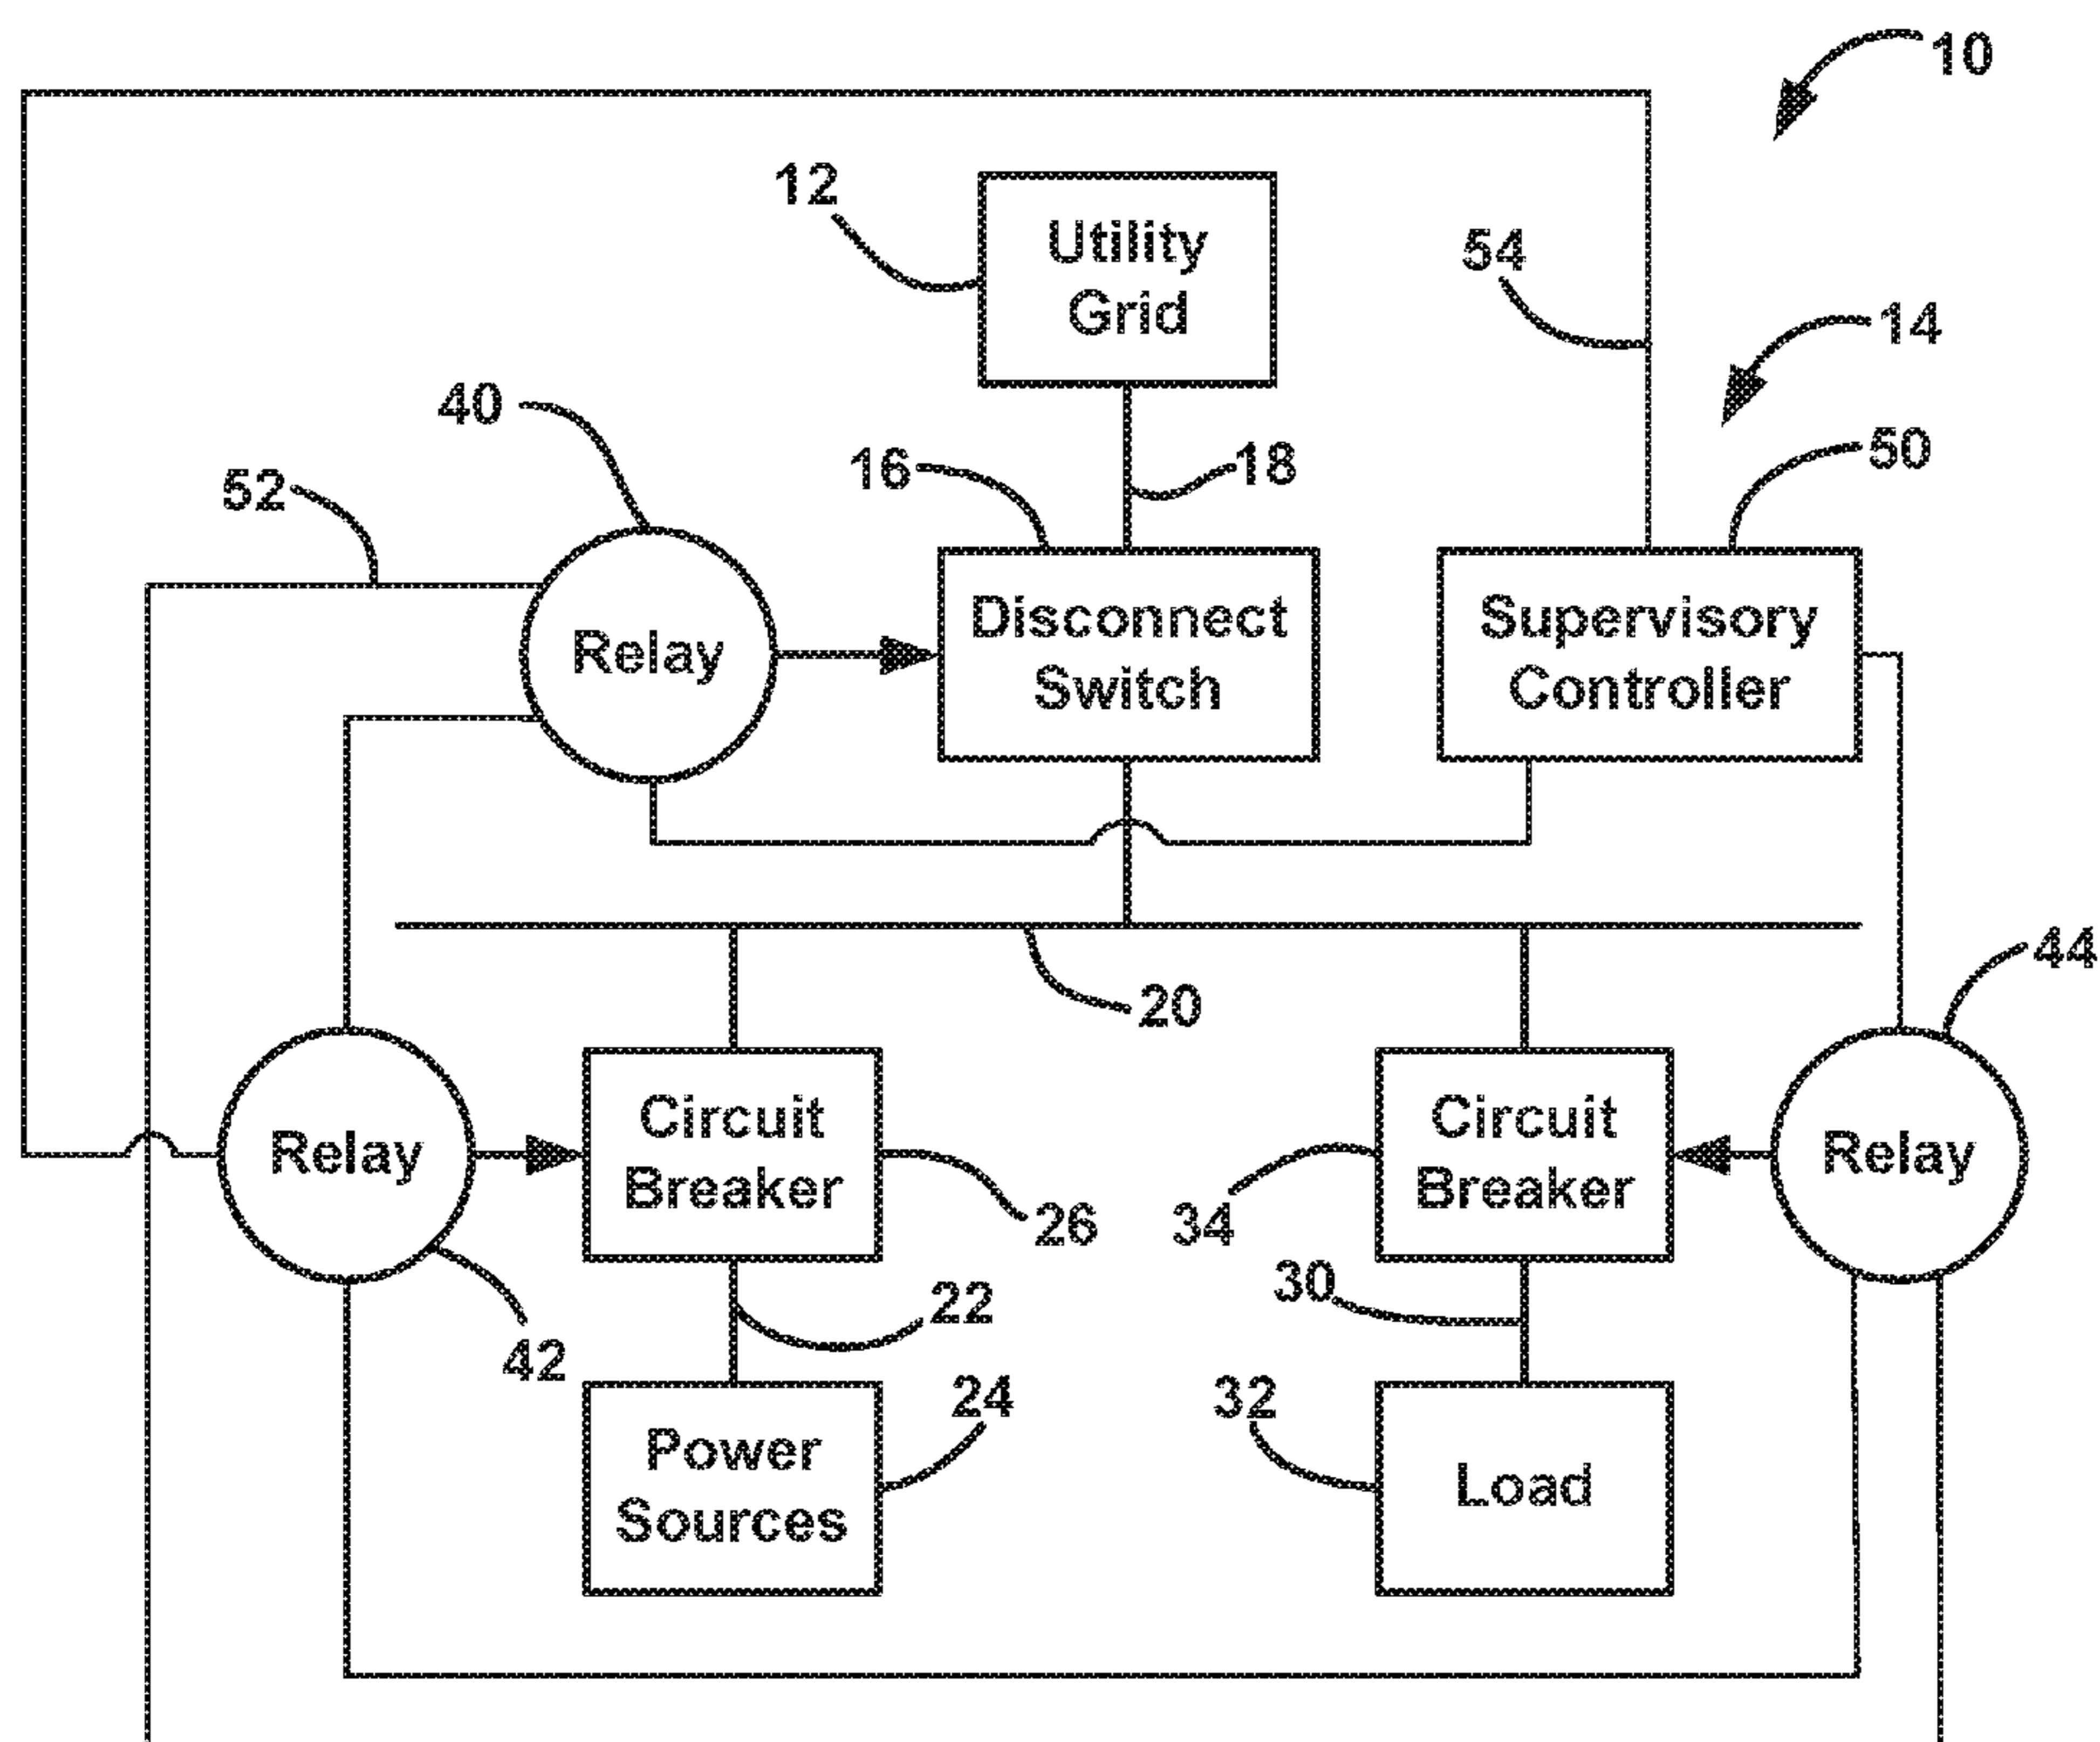 10
12
Utility
Grid
54
14
40
16
18
50
52
Relay
Disconnect
Switch
Supervisory
Controller
44
20
Relay
Circuit
Breaker
26
34
Circuit
Breaker
Relay
22
30
42
24
32
Power
Sources
Load